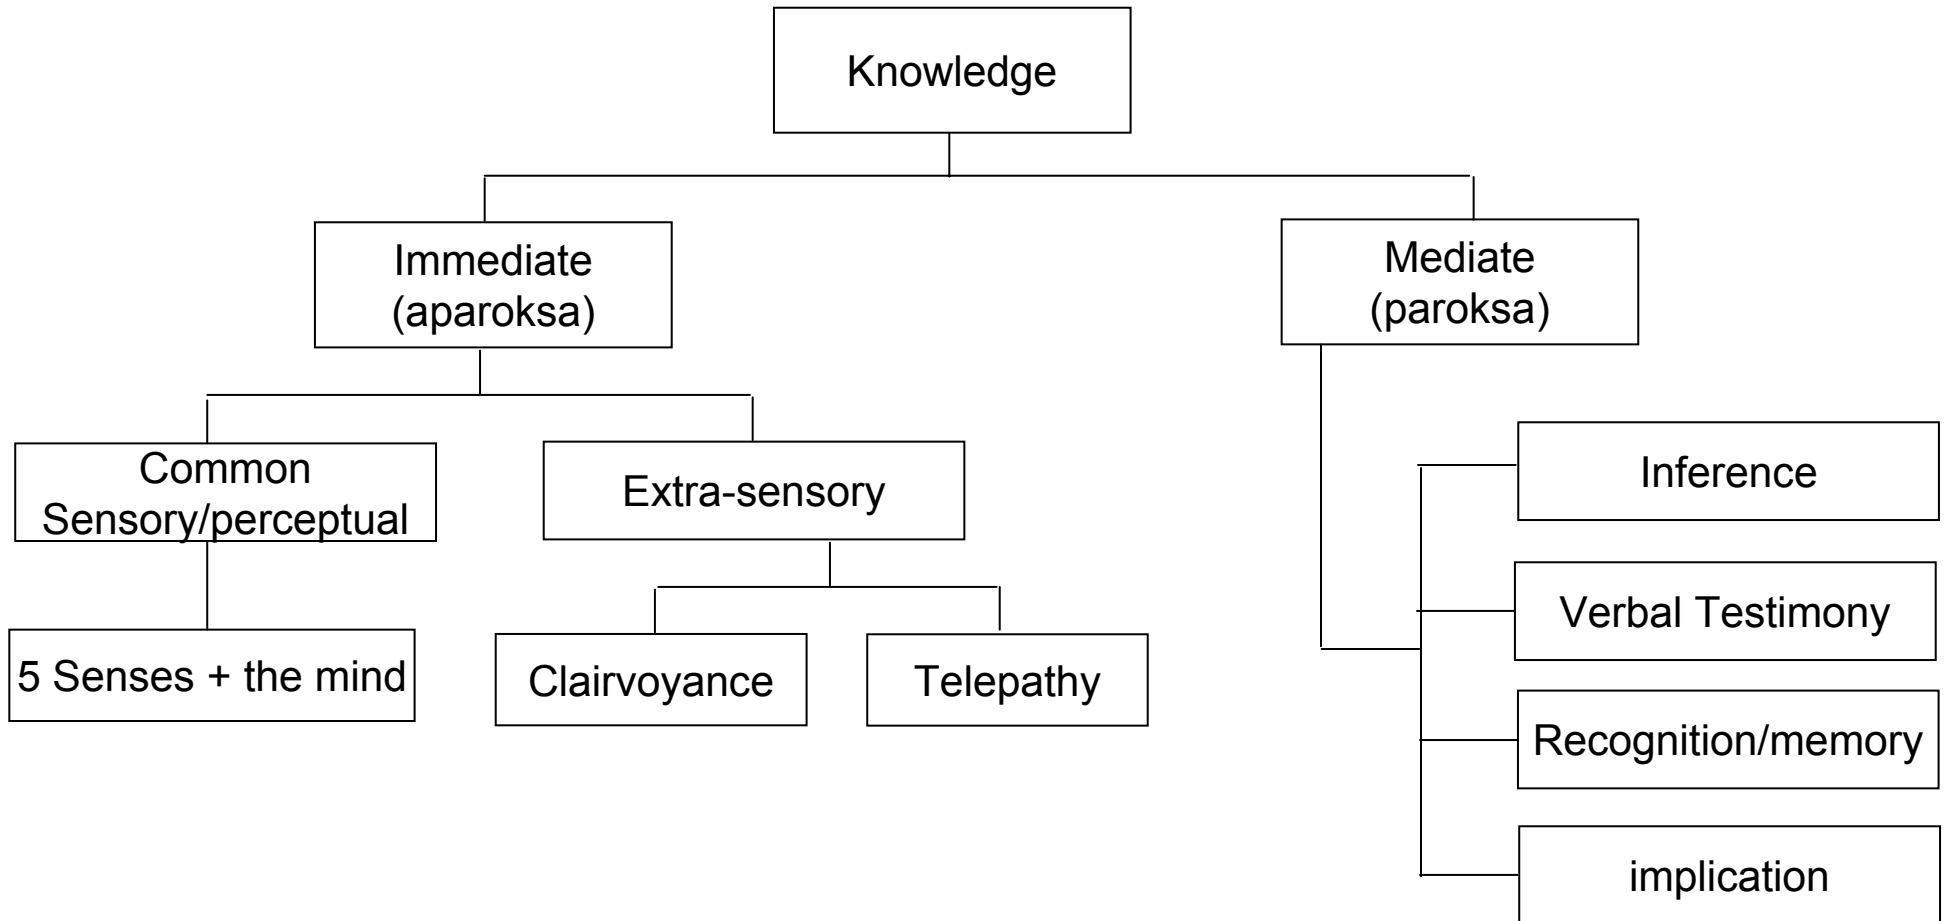 Knowledge
Immediate
(aparoksa)
Mediate
(paroksa)
Common
Sensory/perceptual
Extra-sensory
5 Senses + the mind
Clairvoyance
Telepathy
Inference
Verbal Testimony
Recognition/memory
implication